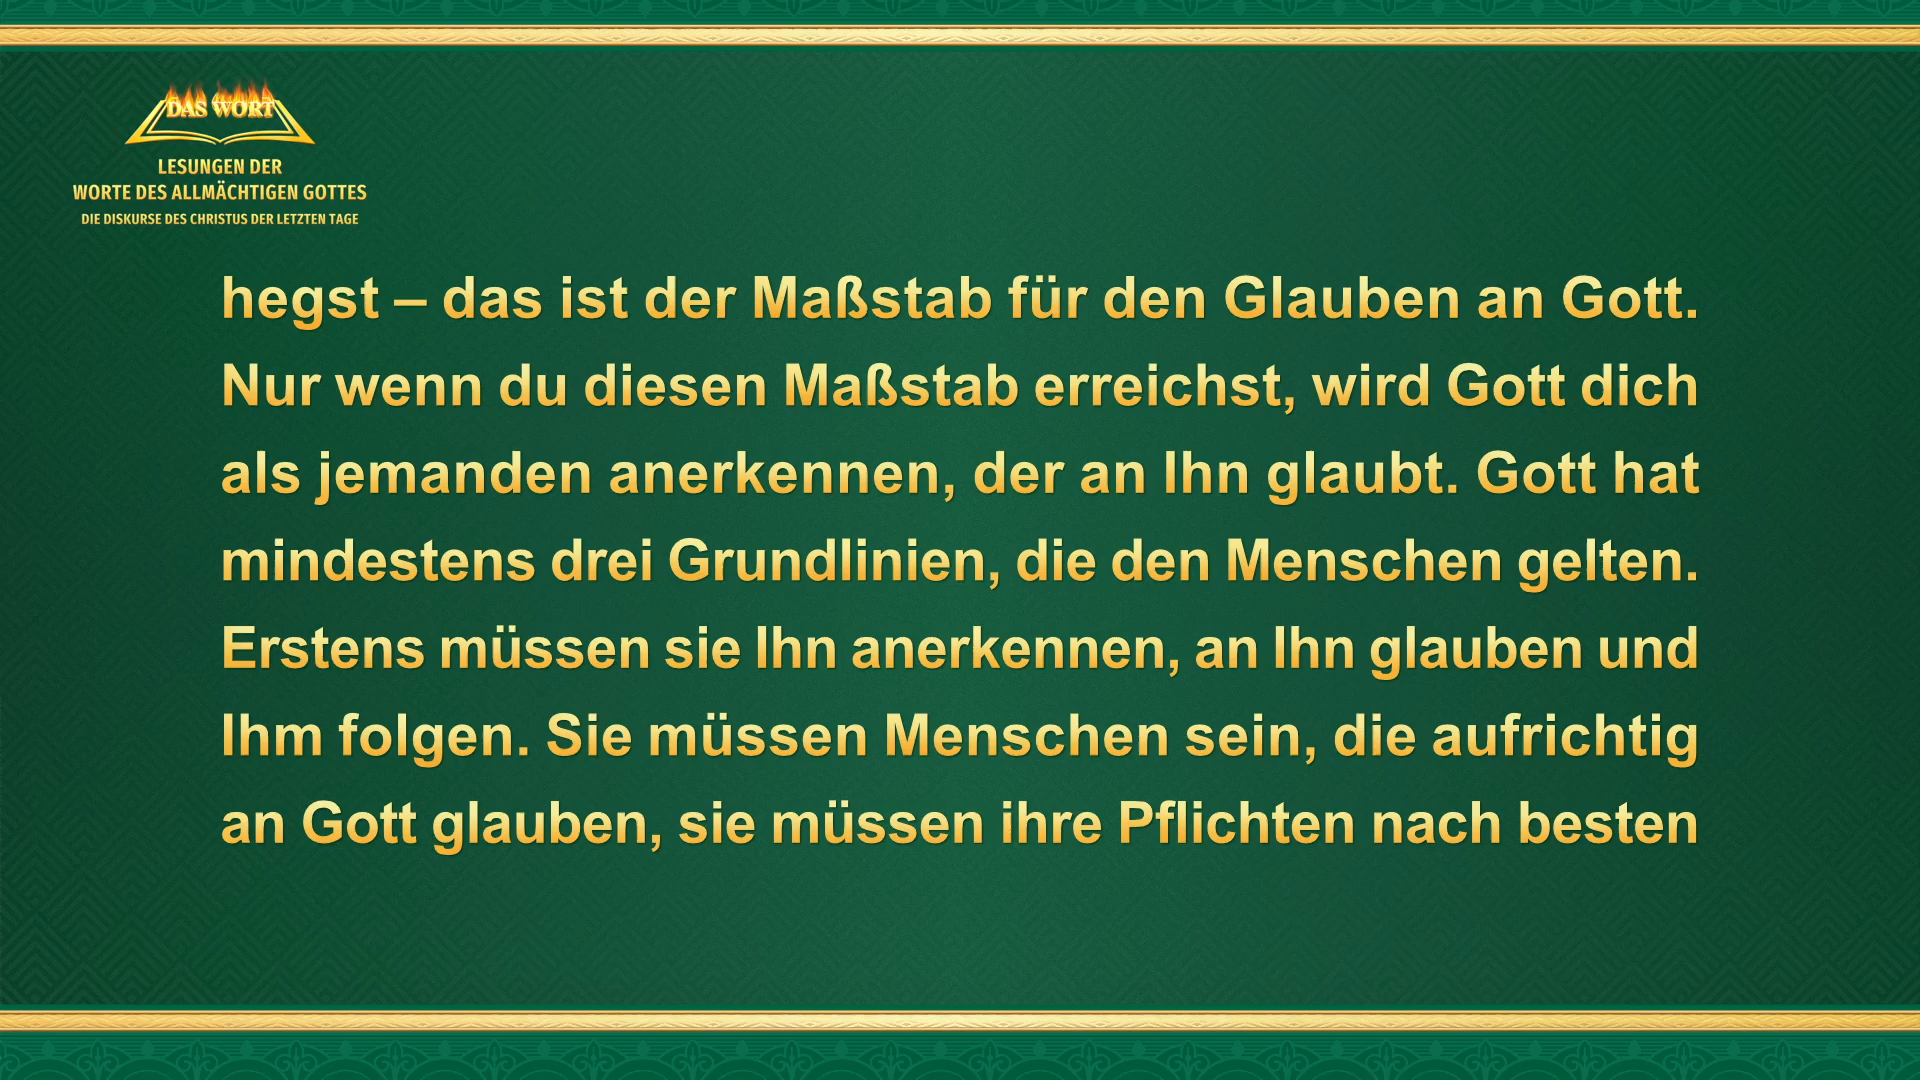 DAS WORT
LESUNGEN DER
WORTE DES ALLMÄCHTIGEN GOTTES
DIE DISKURSE DES CHRISTUS DER LETZTEN TAGE
hegst – das ist der Maßstab für den Glauben an Gott.
Nur wenn du diesen Maßstab erreichst, wird Gott dich
als jemanden anerkennen, der an Ihn glaubt. Gott hat
mindestens drei Grundlinien, die den Menschen gelten.
Erstens müssen sie Ihn anerkennen, an Ihn glauben und
Ihm folgen. Sie müssen Menschen sein, die aufrichtig
an Gott glauben, sie müssen ihre Pflichten nach besten